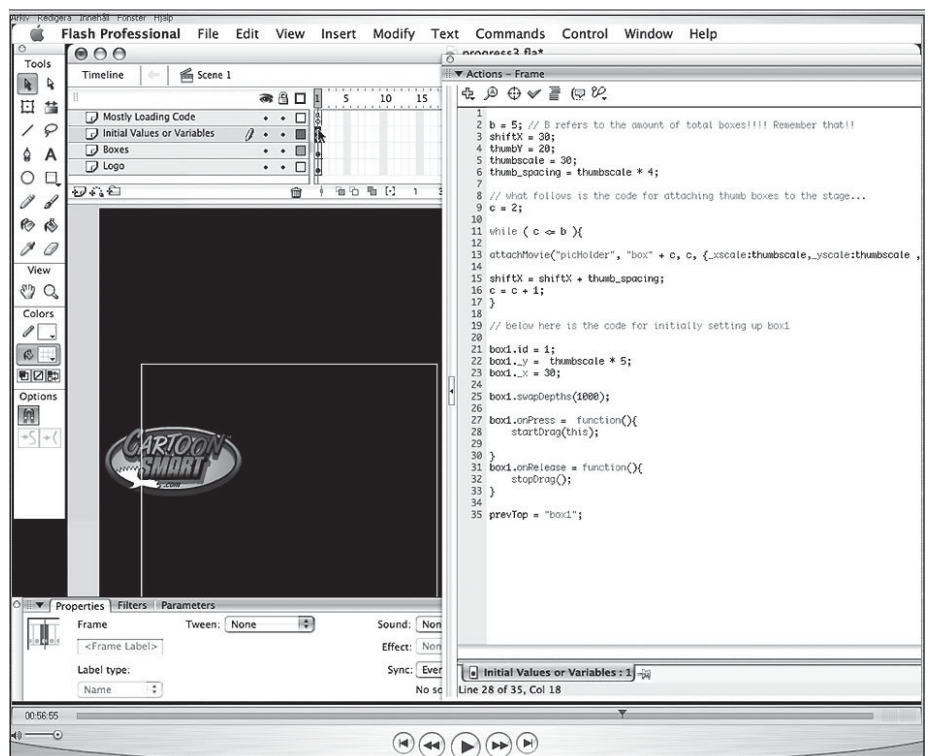 Arkiv Redigera Innehåll Fönster Hjälp
Flash Professional File Edit View Insert Modify Text Commands Control Window Help
progress3.fla*
Tools
Timeline Scene 1
1 5 10 15
Mostly Loading Code
Initial Values or Variables
Boxes
Logo
1
View
Colors
Options
CARTOON
SMART
.com
Actions - Frame
1
2 b = 5; // B refers to the amount of total boxes!!!! Remember that!!
3 shiftX = 30;
4 thumbY = 20;
5 thumbscale = 30;
6 thumb_spacing = thumbscale * 4;
7
8 // what follows is the code for attaching thumb boxes to the stage...
9 c = 2;
10
11 while ( c <= b ){
12
13 attachMovie("picHolder", "box" + c, c, {_xscale:thumbscale,_yscale:thumbscale ,
14
15 shiftX = shiftX + thumb_spacing;
16 c = c + 1;
17 }
18
19 // below here is the code for initially setting up box1
20
21 box1.id = 1;
22 box1._y = thumbscale * 5;
23 box1._x = 30;
24
25 box1.swapDepths(1000);
26
27 box1.onPress = function(){
28 startDrag(this);
29
30 }
31 box1.onRelease = function(){
32 stopDrag();
33 }
34
35 prevTop = "box1";
Properties Filters Parameters
Frame Tween: None Sound: Non
<Frame Label> Effect: Non
Label type: Sync: Ever
Name No so
Initial Values or Variables : 1
Line 28 of 35, Col 18
00:56:55